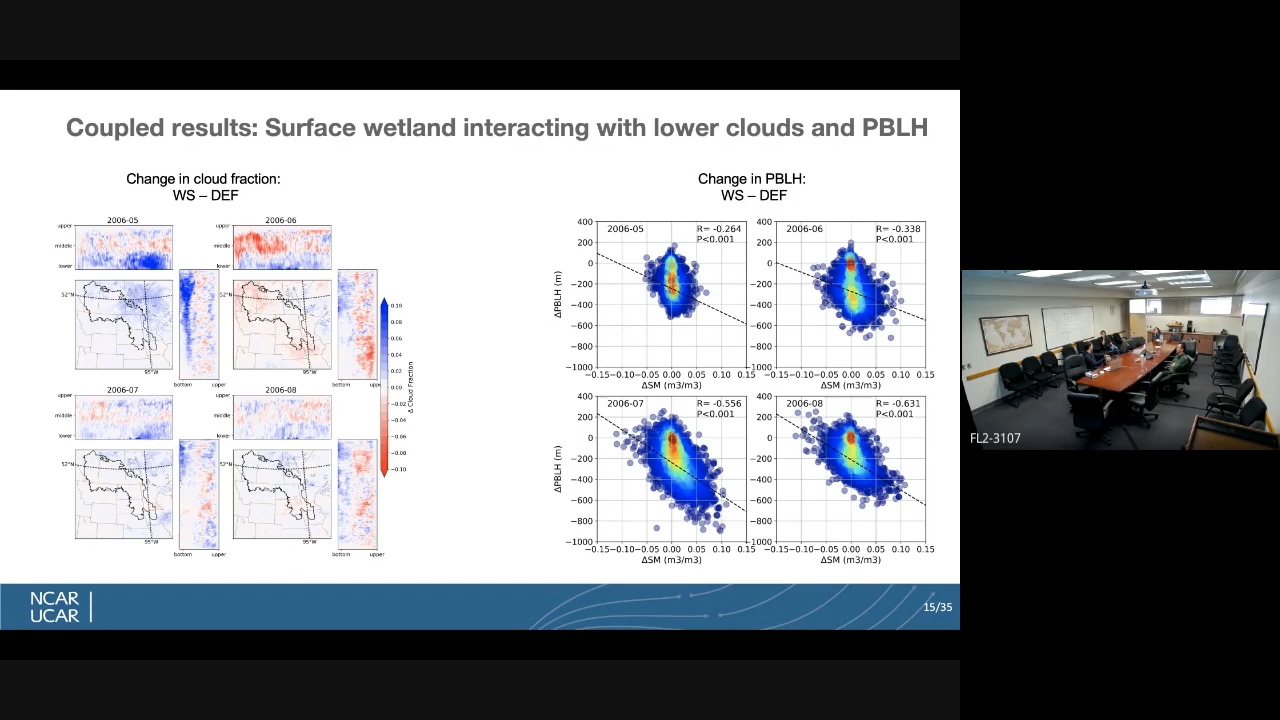 Coupled results: Surface wetland interacting with lower clouds and PBLH
Change in cloud fraction:
WS – DEF
2006-05
2006-06
upper
middle
lower
middle
lower
52°N
52°N
95°W
95°W
bottom
upper
bottom
upper
0.10
0.08
0.06
0.04
0.02
0.00
−0.02
−0.04
−0.06
−0.08
−0.10
Δ Cloud Fraction
2006-07
2006-08
upper
middle
lower
upper
middle
lower
52°N
52°N
95°W
95°W
bottom
upper
bottom
upper
Change in PBLH:
WS – DEF
400
200
0
−200
−400
−600
−800
−1000
ΔPBLH (m)
2006-05
R= -0.264
P<0.001
−0.15 −0.10 −0.05 0.00 0.05 0.10 0.15
ΔSM (m3/m3)
400
200
0
−200
−400
−600
−800
−1000
2006-06
R= -0.338
P<0.001
−0.15 −0.10 −0.05 0.00 0.05 0.10 0.15
ΔSM (m3/m3)
400
200
0
−200
−400
−600
−800
−1000
ΔPBLH (m)
2006-07
R= -0.556
P<0.001
−0.15 −0.10 −0.05 0.00 0.05 0.10 0.15
ΔSM (m3/m3)
400
200
0
−200
−400
−600
−800
−1000
2006-08
R= -0.631
P<0.001
−0.15 −0.10 −0.05 0.00 0.05 0.10 0.15
ΔSM (m3/m3)
NCAR
UCAR
15/35
FL2-3107